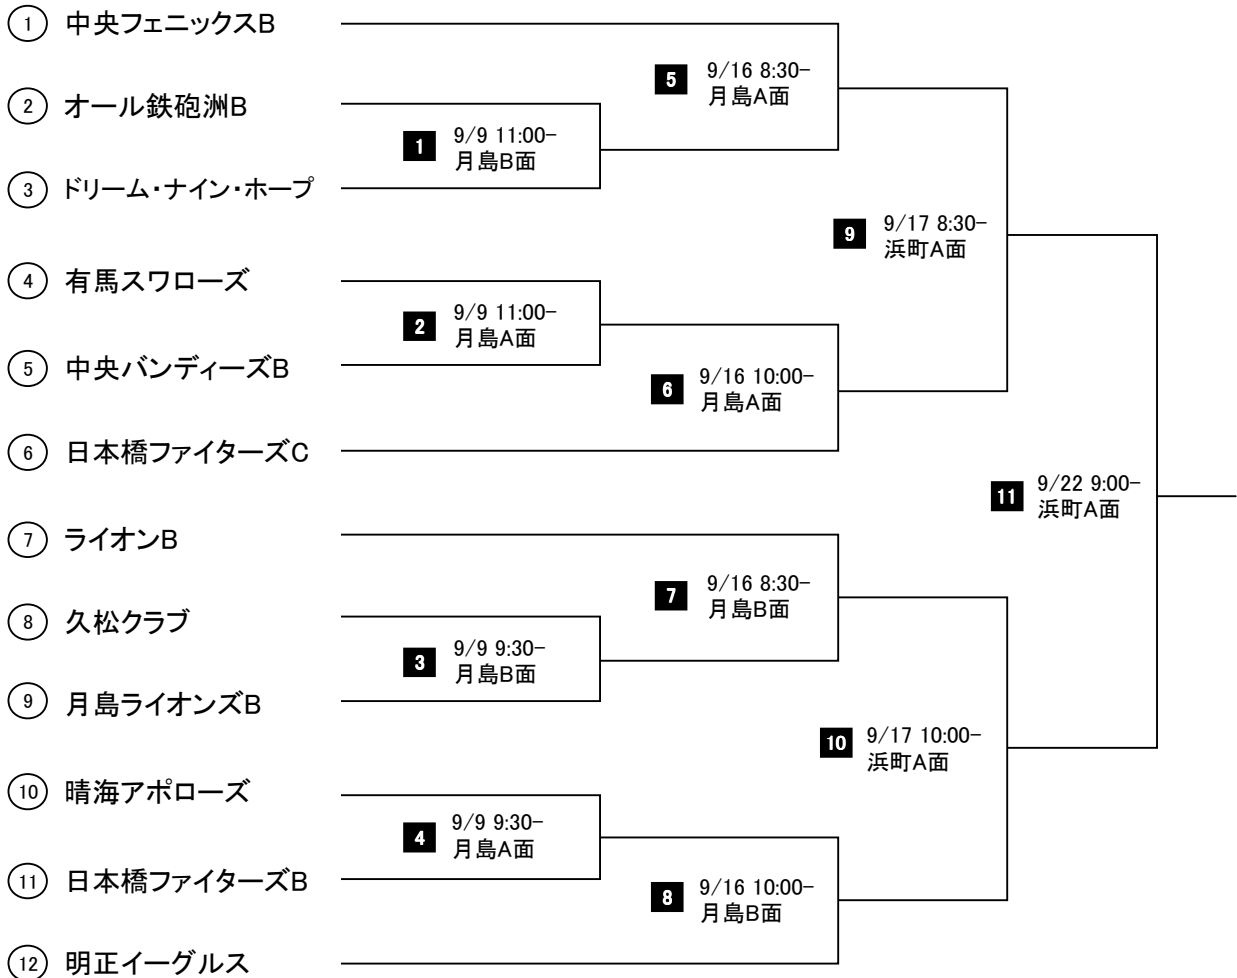 ① 中央フェニックスB
5 9/16 8:30-
月島A面
② オール鉄砲洲B
1 9/9 11:00-
月島B面
③ ドリーム・ナイン・ホープ
9 9/17 8:30-
浜町A面
④ 有馬スワローズ
2 9/9 11:00-
月島A面
⑤ 中央バンディーズB
6 9/16 10:00-
月島A面
⑥ 日本橋ファイターズC
11 9/22 9:00-
浜町A面
⑦ ライオンB
7 9/16 8:30-
月島B面
⑧ 久松クラブ
3 9/9 9:30-
月島B面
⑨ 月島ライオンズB
10 9/17 10:00-
浜町A面
⑩ 晴海アポローズ
4 9/9 9:30-
月島A面
⑪ 日本橋ファイターズB
8 9/16 10:00-
月島B面
⑫ 明正イーグルス